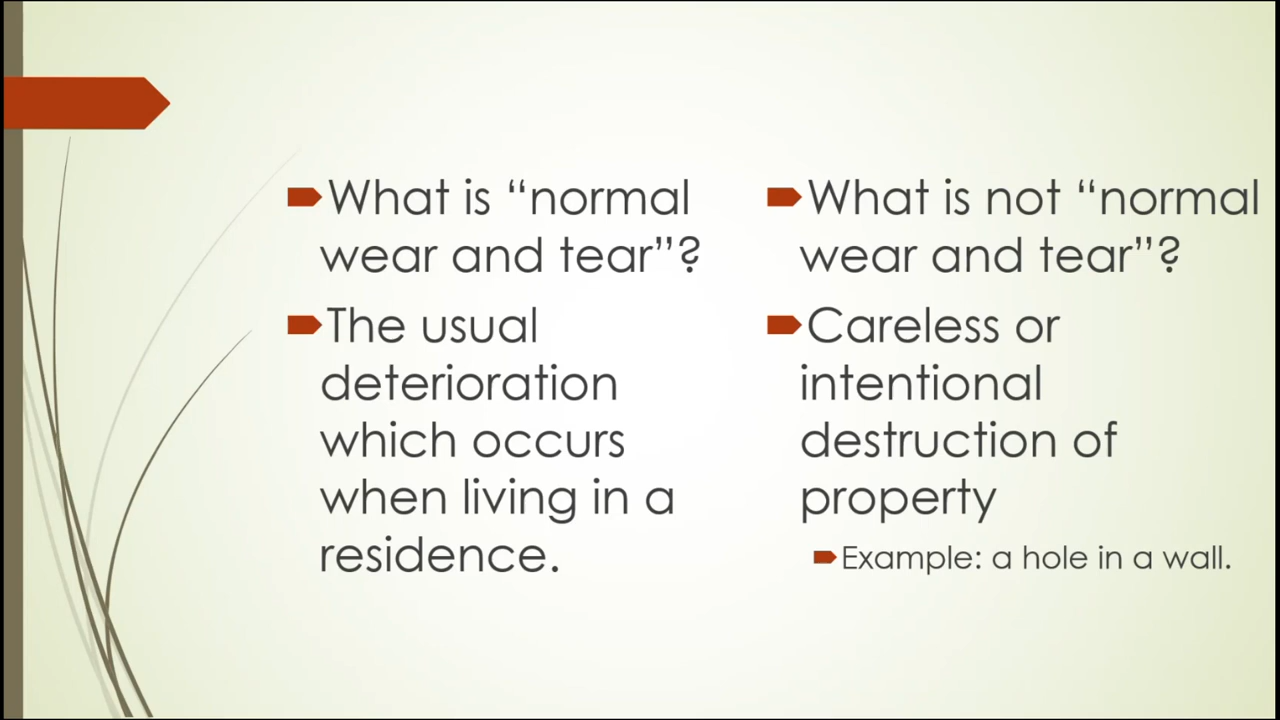 What is “normal
wear and tear”?
The usual
deterioration
which occurs
when living in a
residence.
What is not “normal
wear and tear”?
Careless or
intentional
destruction of
property
Example: a hole in a wall.